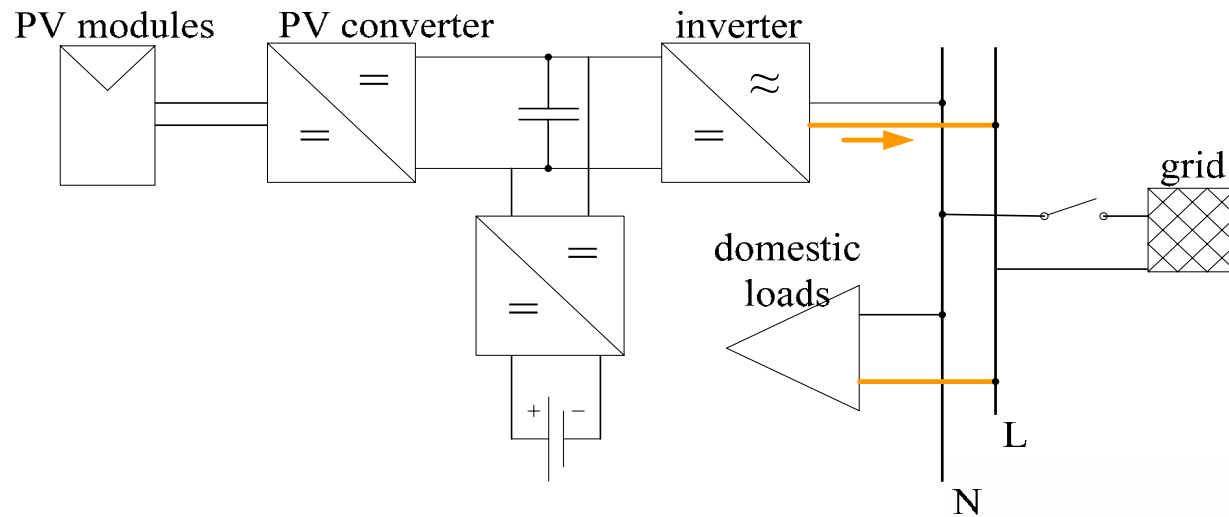 PV modules
PV converter
inverter
grid
domestic
loads
+ −
L
N